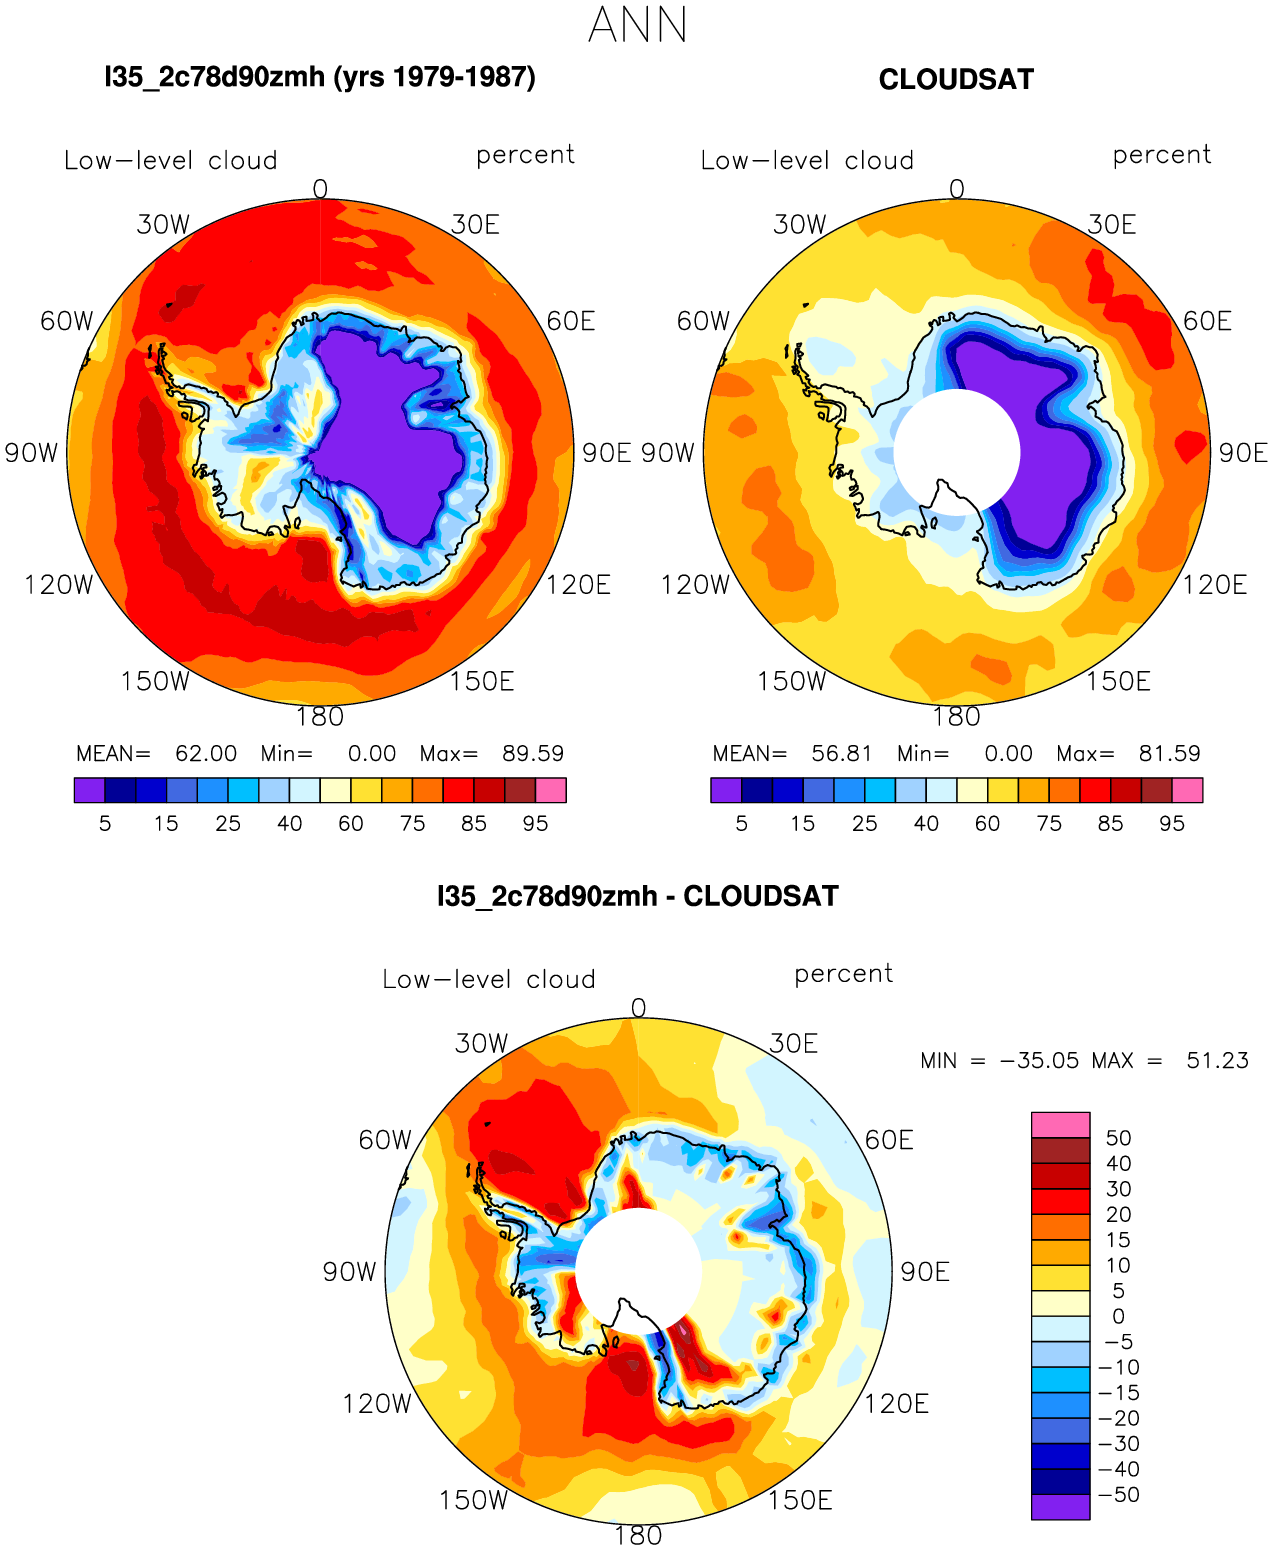 ANN
I35_2c78d90zmh (yrs 1979-1987)
CLOUDSAT
Low-level cloud percent
Low-level cloud percent
0
30W 30E
60W 60E
90W 90E
120W 120E
150W 150E
180
0
30W 30E
60W 60E
90W 90E
120W 120E
150W 150E
180
MEAN= 62.00 Min= 0.00 Max= 89.59
5 15 25 40 60 75 85 95
MEAN= 56.81 Min= 0.00 Max= 81.59
5 15 25 40 60 75 85 95
I35_2c78d90zmh - CLOUDSAT
Low-level cloud percent
0
30W 30E
60W 60E
90W 90E
120W 120E
150W 150E
180
MIN = -35.05 MAX = 51.23
50
40
30
20
15
10
5
0
-5
-10
-15
-20
-30
-40
-50